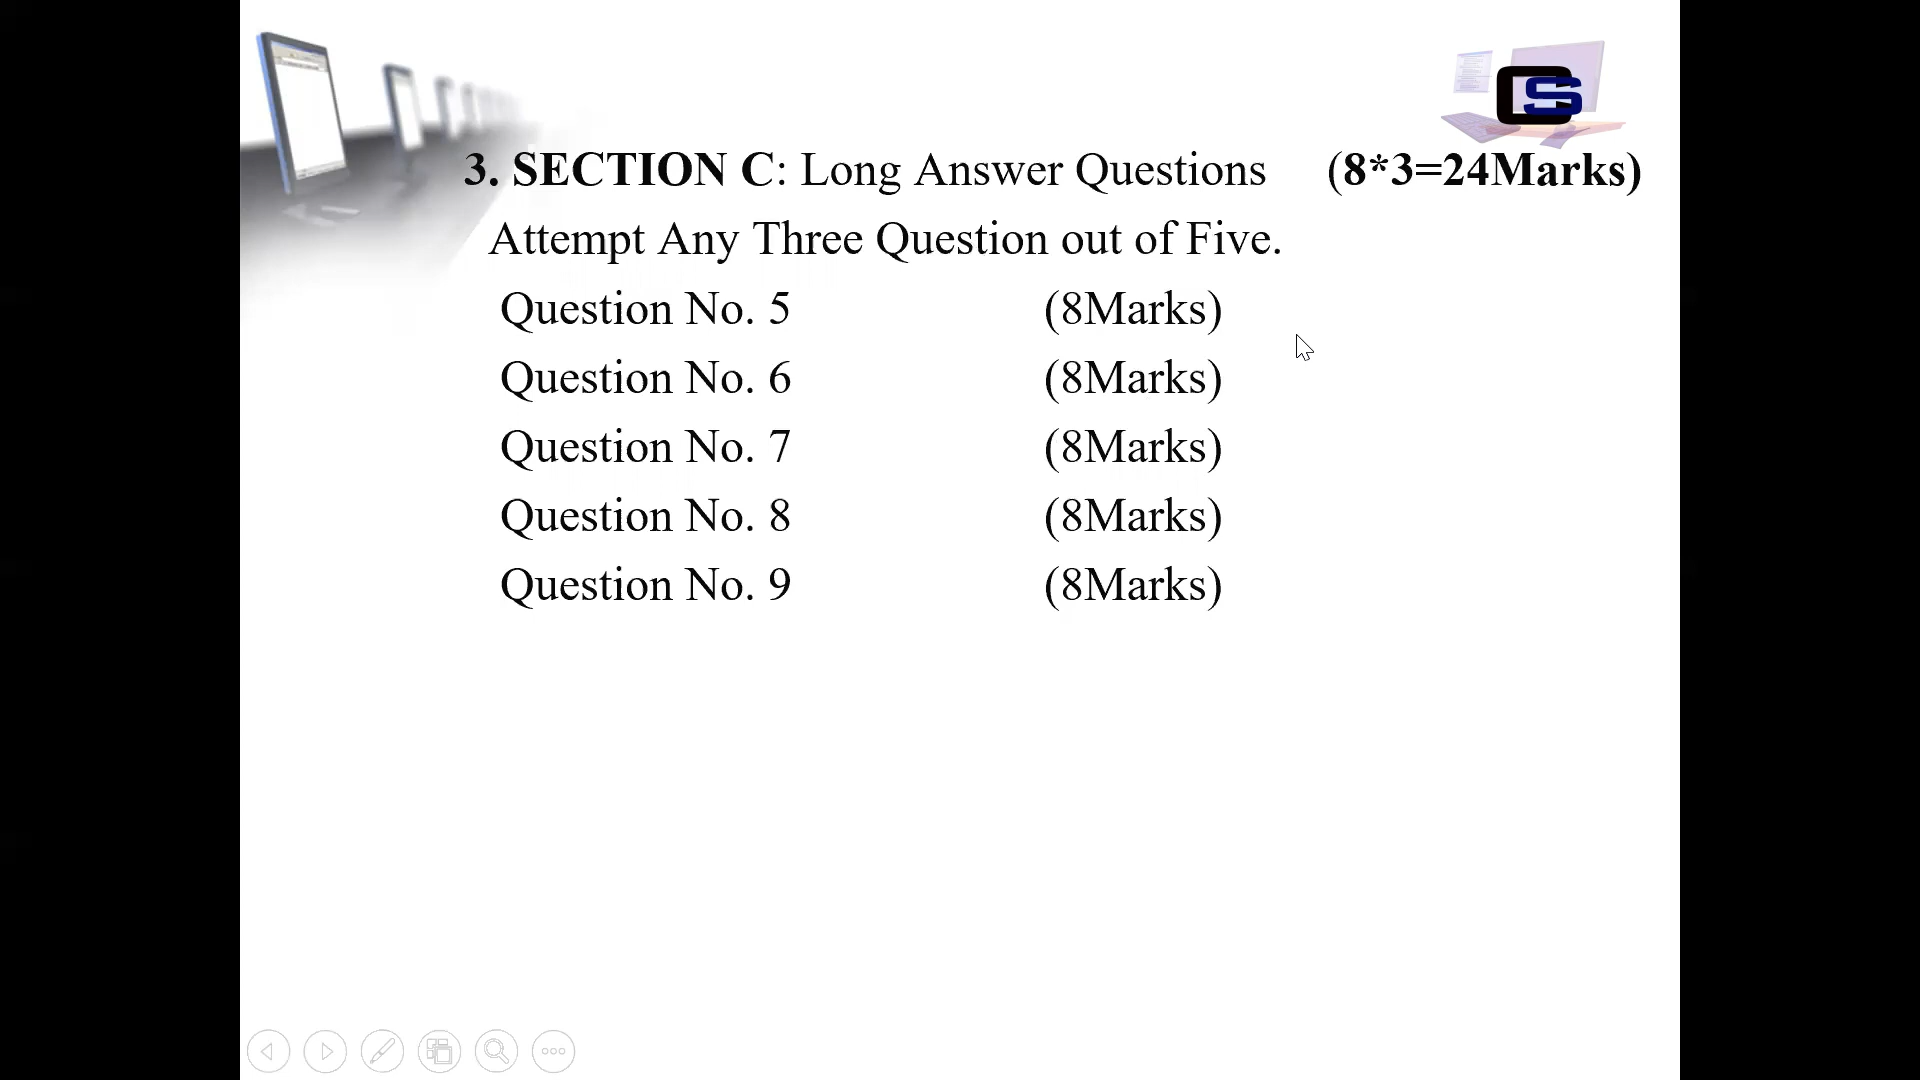 CS
3. SECTION C: Long Answer Questions (8*3=24Marks)
Attempt Any Three Question out of Five.
Question No. 5 (8Marks)
Question No. 6 (8Marks)
Question No. 7 (8Marks)
Question No. 8 (8Marks)
Question No. 9 (8Marks)